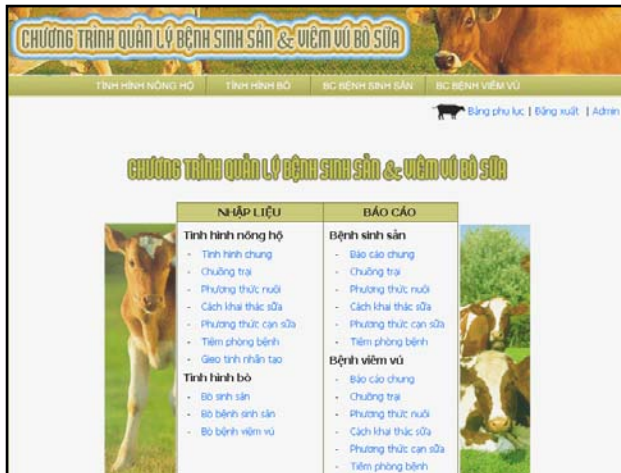 CHƯƠNG TRÌNH QUẢN LÝ BỆNH SINH SẢN & VIÊM VÚ BÒ SỮA
TÌNH HÌNH NÔNG HỘ
TÌNH HÌNH BÒ
BC BỆNH SINH SẢN
BC BỆNH VIÊM VÚ
Bảng phụ lục | Đăng xuất | Admin
CHƯƠNG TRÌNH QUẢN LÝ BỆNH SINH SẢN & VIÊM VÚ BÒ SỮA
NHẬP LIỆU
Tình hình nông hộ
- Tình hình chung
- Chuồng trại
- Phương thức nuôi
- Cách khai thác sữa
- Phương thức cạn sữa
- Tiêm phòng bệnh
- Gieo tinh nhân tạo
Tình hình bò
- Bò sinh sản
- Bò bệnh sinh sản
- Bò bệnh viêm vú
BÁO CÁO
Bệnh sinh sản
- Báo cáo chung
- Chuồng trại
- Phương thức nuôi
- Cách khai thác sữa
- Phương thức cạn sữa
- Tiêm phòng bệnh
Bệnh viêm vú
- Báo cáo chung
- Chuồng trại
- Phương thức nuôi
- Cách khai thác sữa
- Phương thức cạn sữa
- Tiêm phòng bệnh